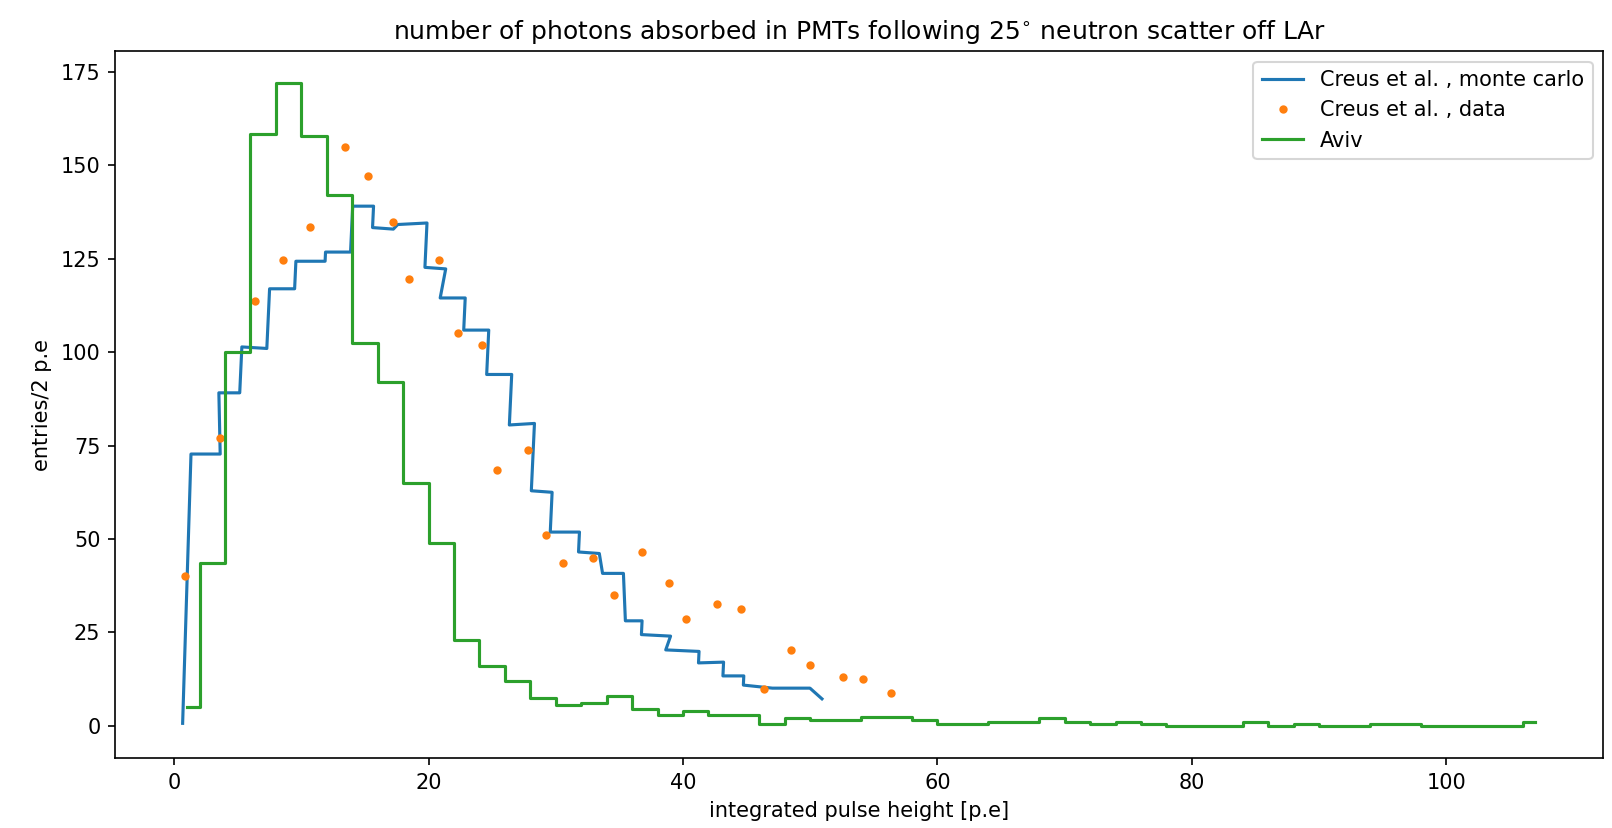 number of photons absorbed in PMTs following 25° neutron scatter off LAr
Creus et al. , monte carlo
Creus et al. , data
Aviv
entries/2 p.e
175
150
125
100
75
50
25
0
0 20 40 60 80 100
integrated pulse height [p.e]